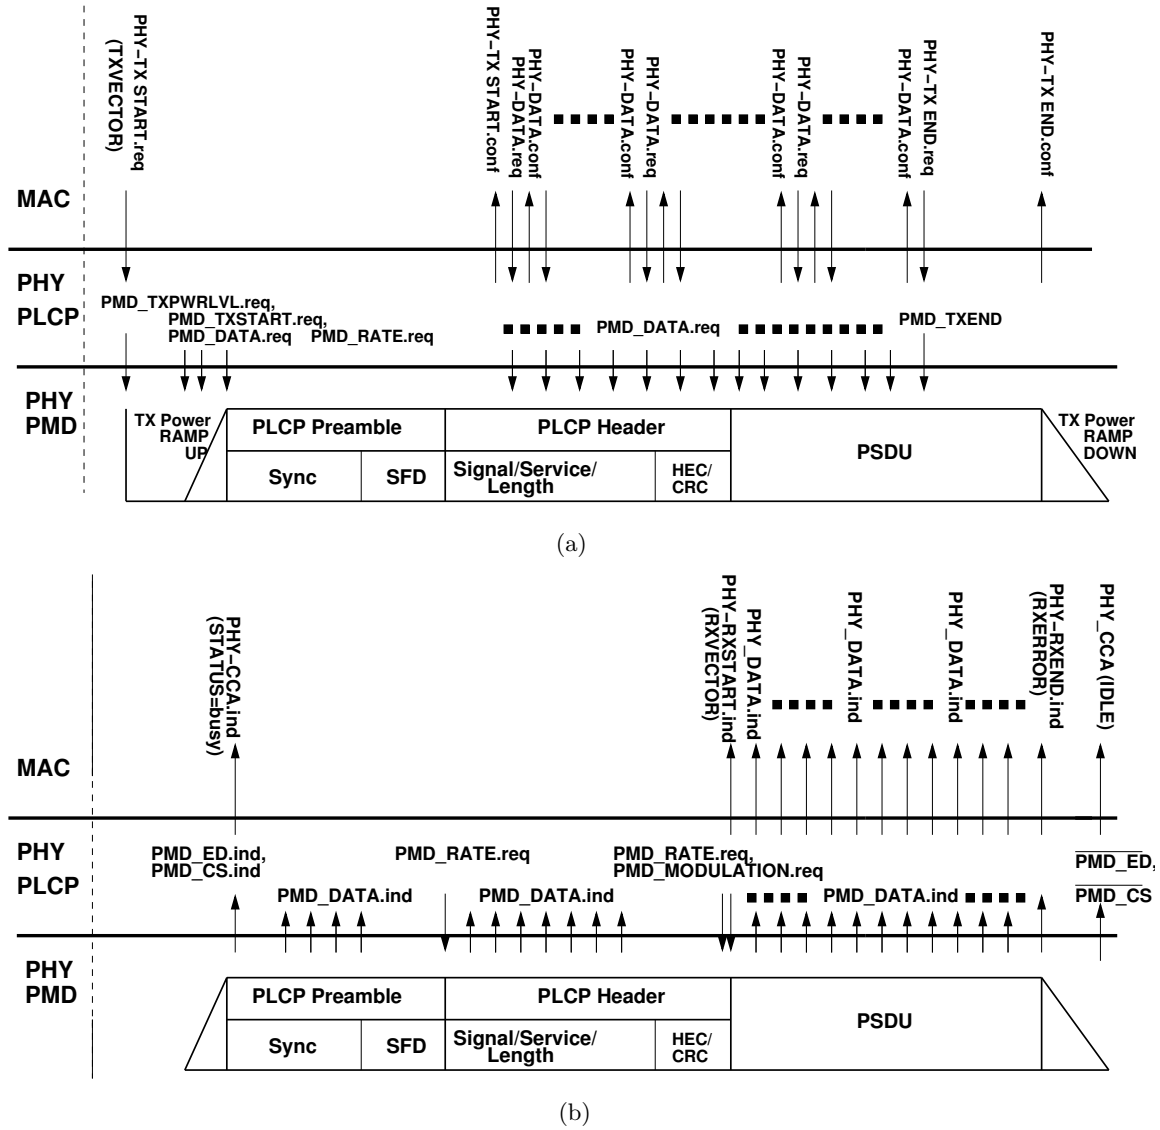 PHY-TX START.req
(TXVECTOR)
PHY-TX START.conf
PHY-DATA.req
PHY-DATA.conf
PHY-DATA.conf
PHY-DATA.req
PHY-DATA.conf
PHY-DATA.req
PHY-DATA.conf
PHY-TX END.req
PHY-TX END.conf
MAC
PHY
PLCP
PMD_TXPWRLVL.req,
PMD_TXSTART.req,
PMD_DATA.req PMD_RATE.req
PMD_DATA.req
PMD_TXEND
PHY
PMD
TX Power
RAMP
UP
PLCP Preamble
PLCP Header
PSDU
TX Power
RAMP
DOWN
Sync
SFD
Signal/Service/
Length
HEC/
CRC
(a)
PHY-CCA.ind
(STATUS=busy)
PHY-RXSTART.ind
(RXVECTOR)
PHY_DATA.ind
PHY_DATA.ind
PHY_DATA.ind
PHY-RXEND.ind
(RXERROR)
PHY_CCA (IDLE)
MAC
PHY
PLCP
PMD_ED.ind,
PMD_CS.ind
PMD_DATA.ind
PMD_RATE.req
PMD_DATA.ind
PMD_RATE.req,
PMD_MODULATION.req
PMD_DATA.ind
PMD_ED,
PMD_CS
PHY
PMD
PLCP Preamble
PLCP Header
PSDU
Sync
SFD
Signal/Service/
Length
HEC/
CRC
(b)